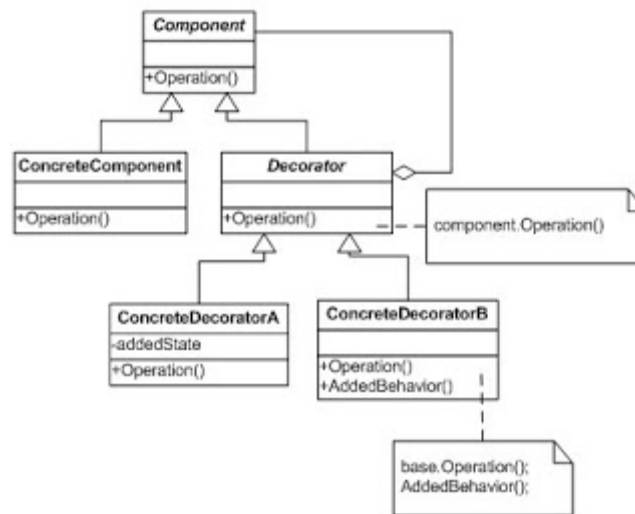 Component
+Operation()
ConcreteComponent
+Operation()
Decorator
+Operation()
component.Operation()
ConcreteDecoratorA
-addedState
+Operation()
ConcreteDecoratorB
+Operation()
+AddedBehavior()
base.Operation();
AddedBehavior();